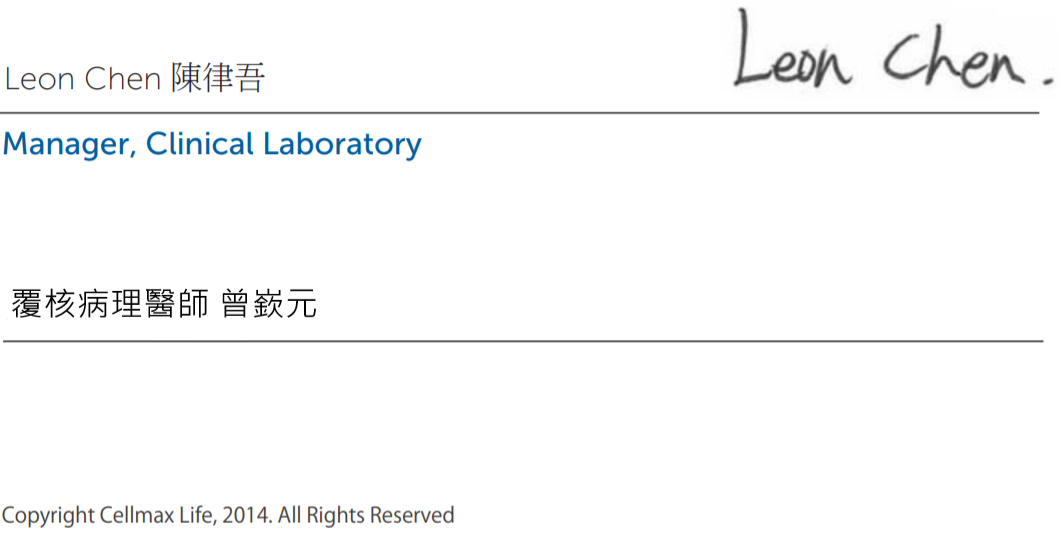 Leon Chen.
Leon Chen 陳律吾
Manager, Clinical Laboratory
覆核病理醫師 曾嶔元
Copyright Cellmax Life, 2014. All Rights Reserved